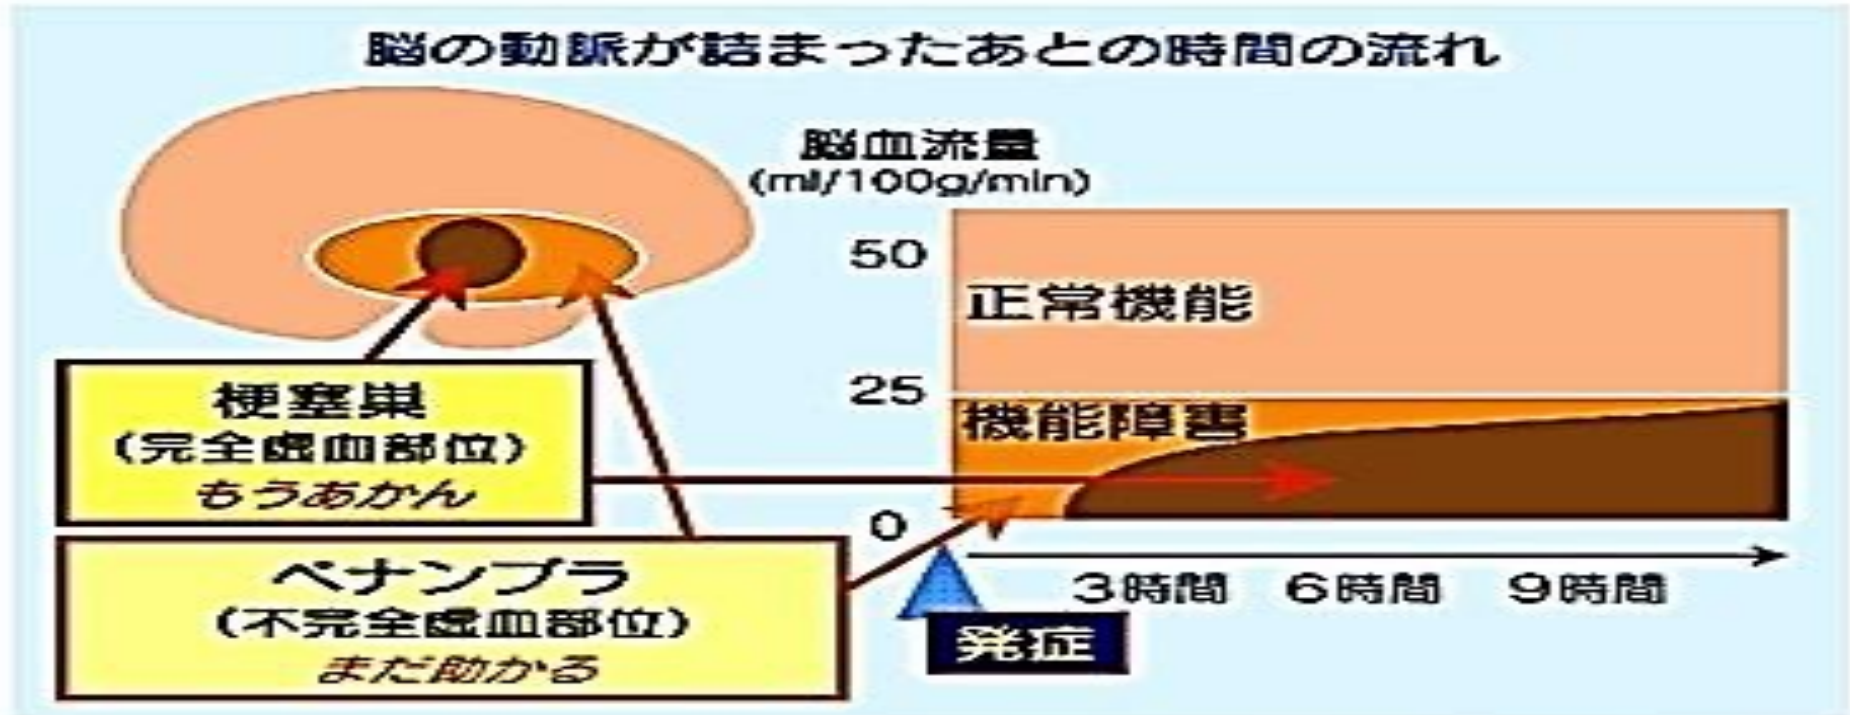 脳の動脈が詰まったあとの時間の流れ
脳血流量
(ml/100g/min)
50
正常機能
25
機能障害
0
梗塞巣
(完全虚血部位)
もうあかん
ペナンブラ
(不完全虚血部位)
まだ助かる
3時間 6時間 9時間
発症